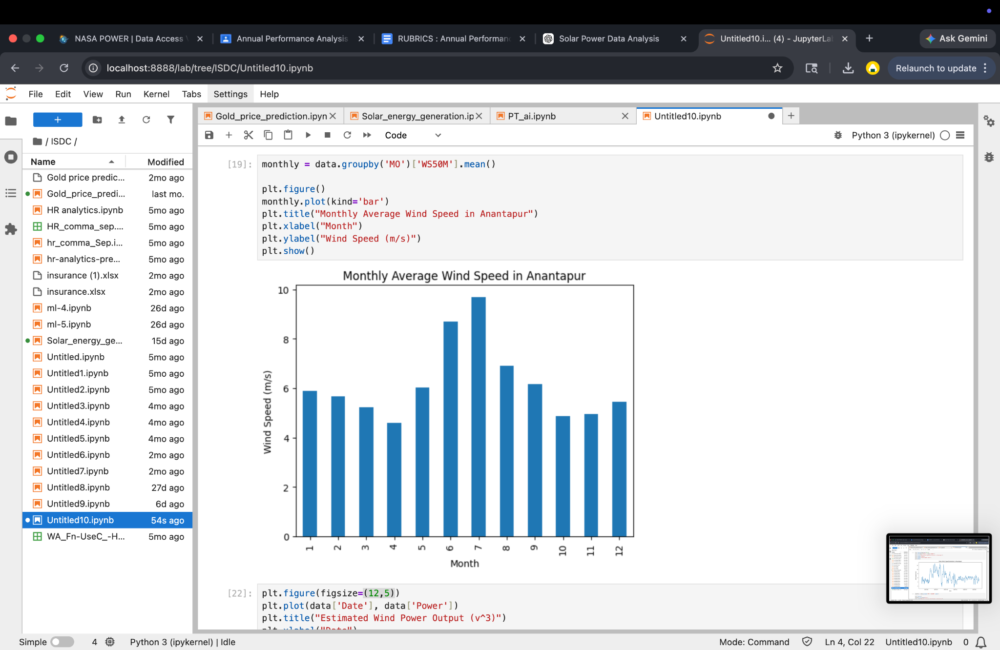 NASA POWER | Data Access
Annual Performance Analysis
RUBRICS : Annual Performanc
Solar Power Data Analysis
Untitled10.i... (4) - JupyterLa
Ask Gemini
localhost:8888/lab/tree/ISDC/Untitled10.ipynb
Relaunch to update
File Edit View Run Kernel Tabs Settings Help
Gold_price_prediction.ipyn
Solar_energy_generation.ip
PT_ai.ipynb
Untitled10.ipynb
Code
Python 3 (ipykernel)
/ ISDC /
Name Modified
Gold price predic... 2mo ago
Gold_price_predi... last mo.
HR analytics.ipynb 5mo ago
HR_comma_sep.... 5mo ago
hr_comma_Sep.i... 5mo ago
hr-analytics-pre... 5mo ago
insurance (1).xlsx 2mo ago
insurance.xlsx 2mo ago
ml-4.ipynb 26d ago
ml-5.ipynb 26d ago
Solar_energy_ge... 15d ago
Untitled.ipynb 5mo ago
Untitled1.ipynb 5mo ago
Untitled2.ipynb 5mo ago
Untitled3.ipynb 4mo ago
Untitled4.ipynb 4mo ago
Untitled5.ipynb 4mo ago
Untitled6.ipynb 2mo ago
Untitled7.ipynb 2mo ago
Untitled8.ipynb 27d ago
Untitled9.ipynb 6d ago
Untitled10.ipynb 54s ago
WA_Fn-UseC_-H... 5mo ago
[19]: monthly = data.groupby('MO')['WS50M'].mean()
plt.figure()
monthly.plot(kind='bar')
plt.title("Monthly Average Wind Speed in Anantapur")
plt.xlabel("Month")
plt.ylabel("Wind Speed (m/s)")
plt.show()
Monthly Average Wind Speed in Anantapur
10
8
6
4
2
0
Wind Speed (m/s)
1 2 3 4 5 6 7 8 9 10 11 12
Month
[22]: plt.figure(figsize=(12,5))
plt.plot(data['Date'], data['Power'])
plt.title("Estimated Wind Power Output (v^3)")
plt.xlabel("Date")
Simple 4 Python 3 (ipykernel) | Idle
Mode: Command Ln 4, Col 22 Untitled10.ipynb 0